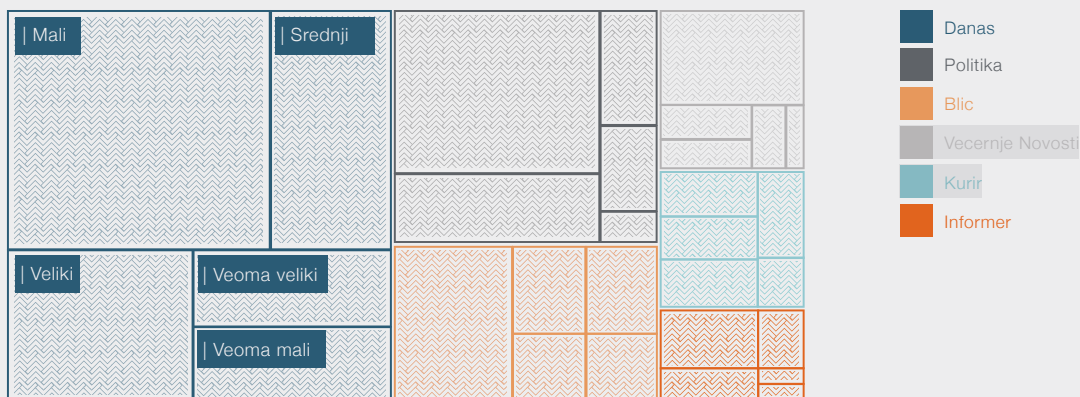 | Mali
| Srednji
| Veliki
| Veoma veliki
| Veoma mali
Danas
Politika
Blic
Vecernje Novosti
Kurir
Informer